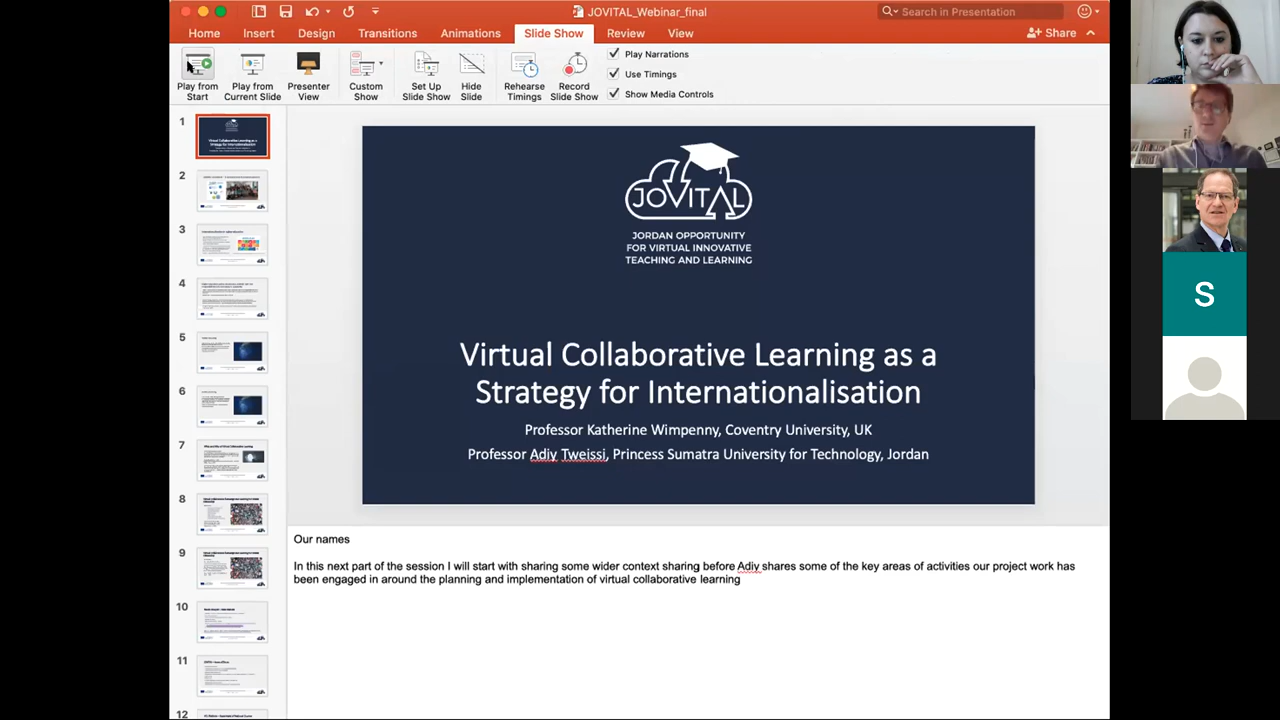 JOVITAL_Webinar_final
Search in Presentation
Home
Insert
Design
Transitions
Animations
Slide Show
Review
View
Share
Play from
Start
Play from
Current Slide
Presenter
View
Custom
Show
Set Up
Slide Show
Hide
Slide
Rehearse
Timings
Record
Slide Show
Play Narrations
Use Timings
Show Media Controls
1
2
3
4
5
6
7
8
9
10
11
12
JOVITAL
JORDAN OPPORTUNITY
FOR VIRTUAL INNOVATIVE
TEACHING AND LEARNING
Virtual Collaborative Learning as a
Strategy for Internationalisation
Professor Katherine Wimpenny, Coventry University, UK
Professor Adiy Tweissi, Princess Sumatra University for Technology, Jordan
Our names
In this next part of the session I will start with sharing some wider context sharing before Adiy shares some of the key areas of activities our project work has
been engaged in around the planning and implementation of virtual collaborative learning
S